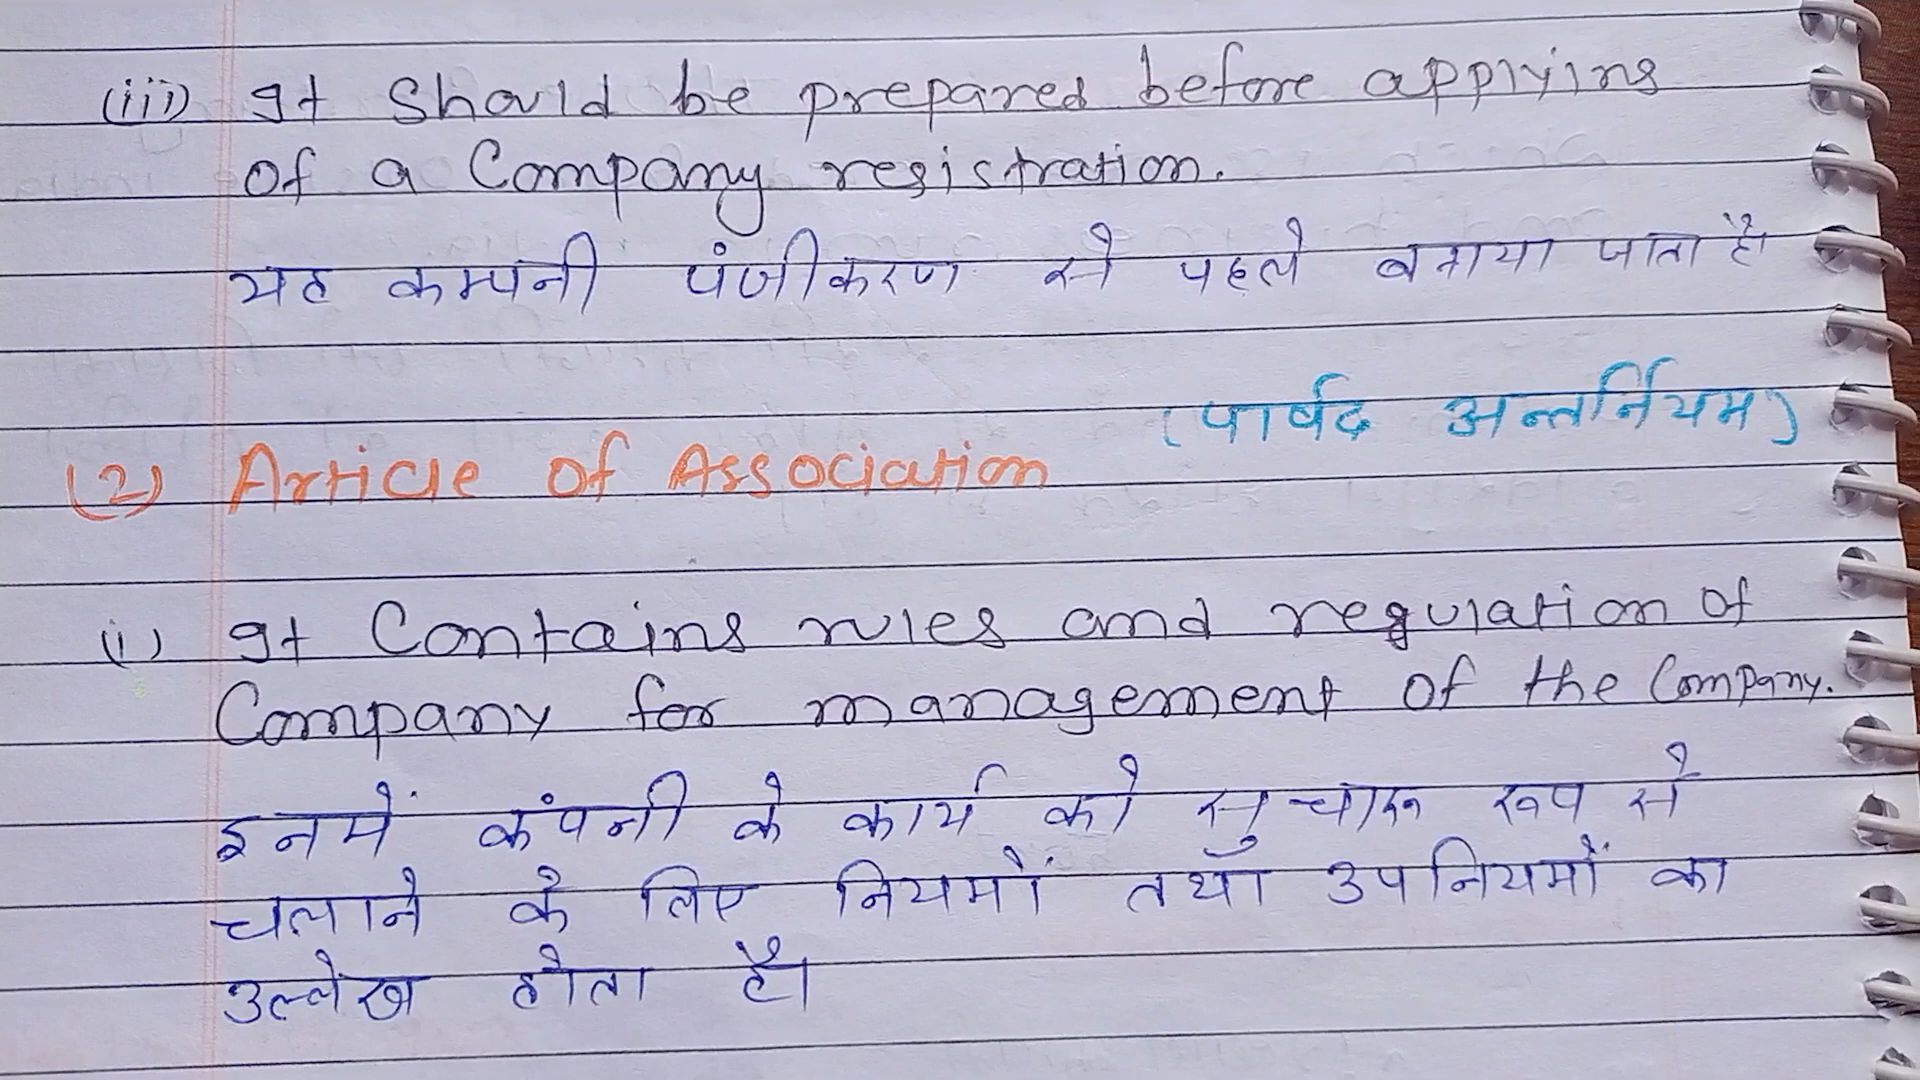 (iii) It Should be prepared before applying
of a Company registration.
यह कम्पनी पंजीकरण से पहले बनाया जाता है।
(पार्षद अन्तर्नियम)
(2) Article of Association
(i) It Contains rules and regulation of
Company for management of the Company.
इनमें कंपनी के कार्य को सुचारू रूप से
चलाने के लिए नियमों तथाँ उपनियमों का
उल्लेख होता है।